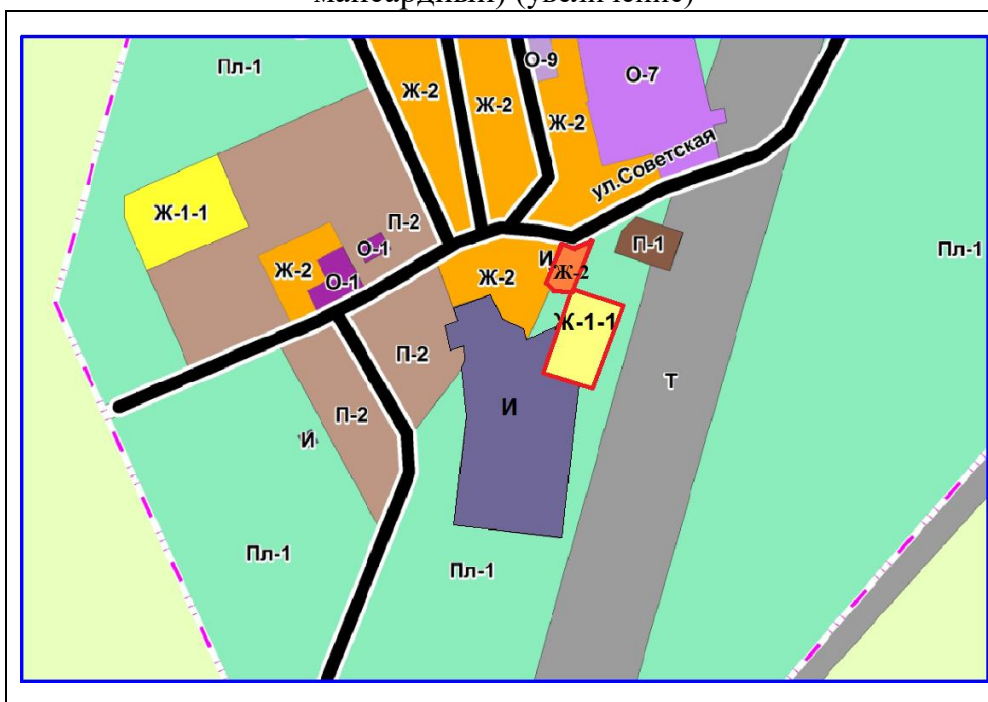 мансардный) (увеличение)
Пл-1
О-9
О-7
Ж-2
Ж-2
Ж-2
ул.Советская
Ж-1-1
П-2
О-1
Ж-2
О-1
Ж-2
И
Ж-2
П-1
Пл-1
Ж-1-1
П-2
Т
П-2
И
И
Пл-1
Пл-1